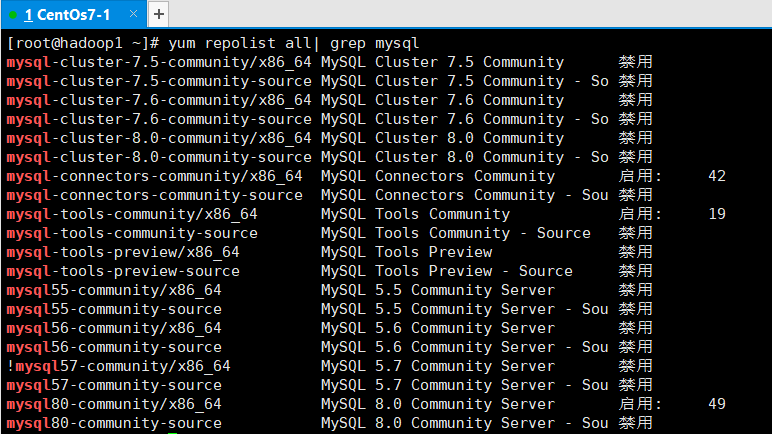 1 CentOs7-1 × +
[root@hadoop1 ~]# yum repolist all| grep mysql
mysql-cluster-7.5-community/x86_64 MySQL Cluster 7.5 Community 禁用
mysql-cluster-7.5-community-source MySQL Cluster 7.5 Community - So 禁用
mysql-cluster-7.6-community/x86_64 MySQL Cluster 7.6 Community 禁用
mysql-cluster-7.6-community-source MySQL Cluster 7.6 Community - So 禁用
mysql-cluster-8.0-community/x86_64 MySQL Cluster 8.0 Community 禁用
mysql-cluster-8.0-community-source MySQL Cluster 8.0 Community - So 禁用
mysql-connectors-community/x86_64 MySQL Connectors Community 启用: 42
mysql-connectors-community-source MySQL Connectors Community - Sou 禁用
mysql-tools-community/x86_64 MySQL Tools Community 启用: 19
mysql-tools-community-source MySQL Tools Community - Source 禁用
mysql-tools-preview/x86_64 MySQL Tools Preview 禁用
mysql-tools-preview-source MySQL Tools Preview - Source 禁用
mysql55-community/x86_64 MySQL 5.5 Community Server 禁用
mysql55-community-source MySQL 5.5 Community Server - Sou 禁用
mysql56-community/x86_64 MySQL 5.6 Community Server 禁用
mysql56-community-source MySQL 5.6 Community Server - Sou 禁用
!mysql57-community/x86_64 MySQL 5.7 Community Server 禁用
mysql57-community-source MySQL 5.7 Community Server - Sou 禁用
mysql80-community/x86_64 MySQL 8.0 Community Server 启用: 49
mysql80-community-source MySQL 8.0 Community Server - Sou 禁用